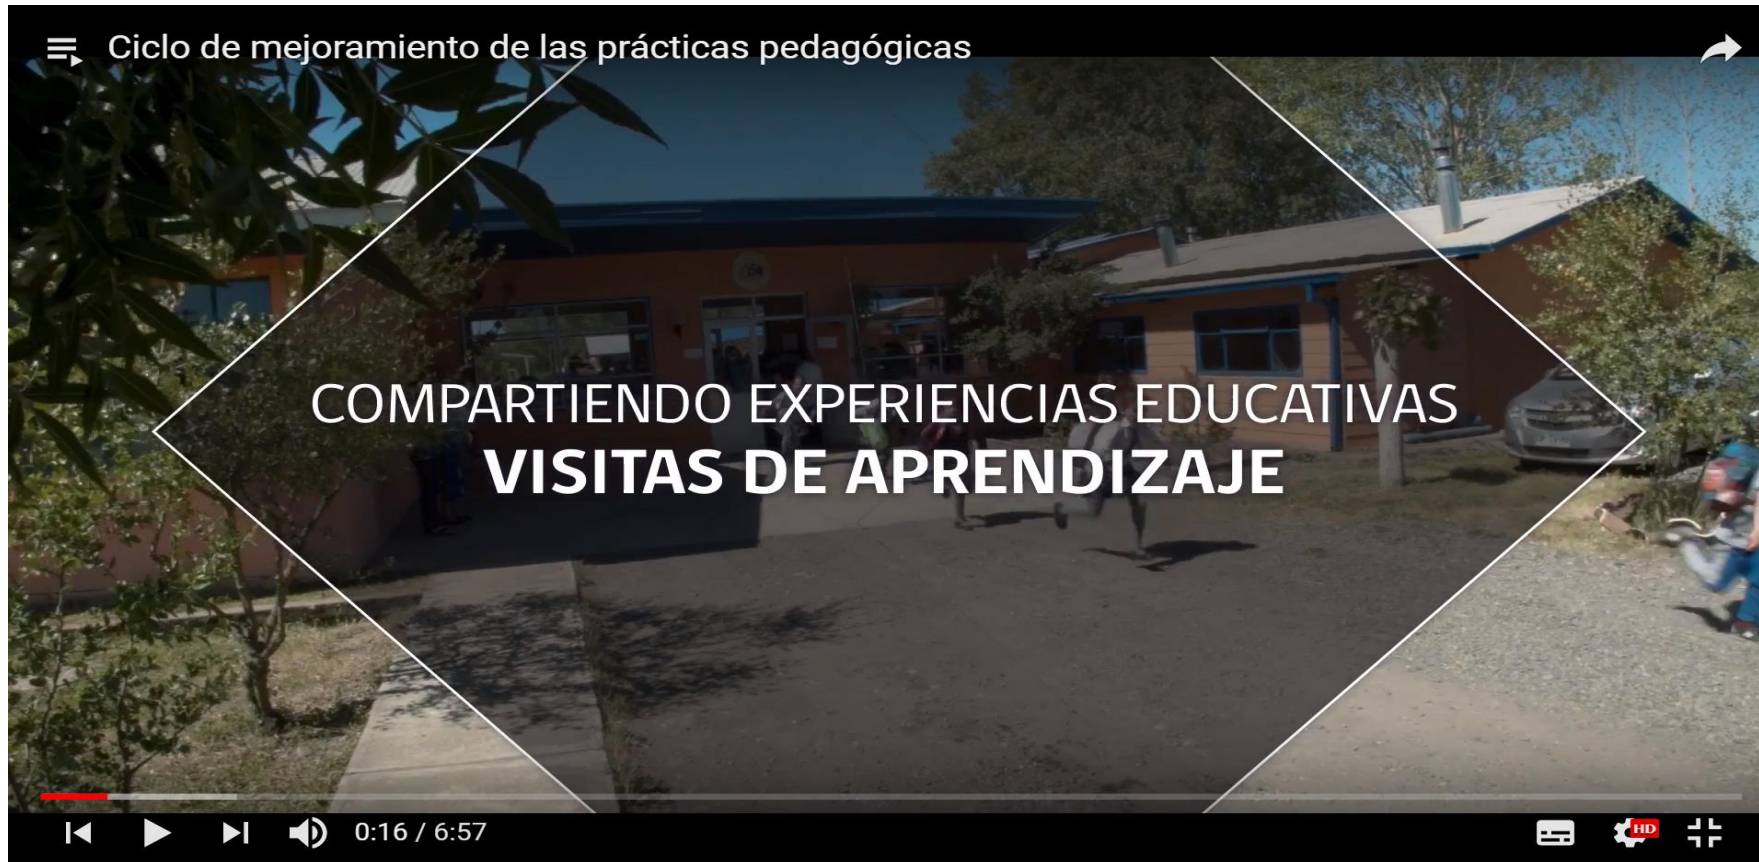 Ciclo de mejoramiento de las prácticas pedagógicas
COMPARTIENDO EXPERIENCIAS EDUCATIVAS
VISITAS DE APRENDIZAJE
0:16 / 6:57
HD